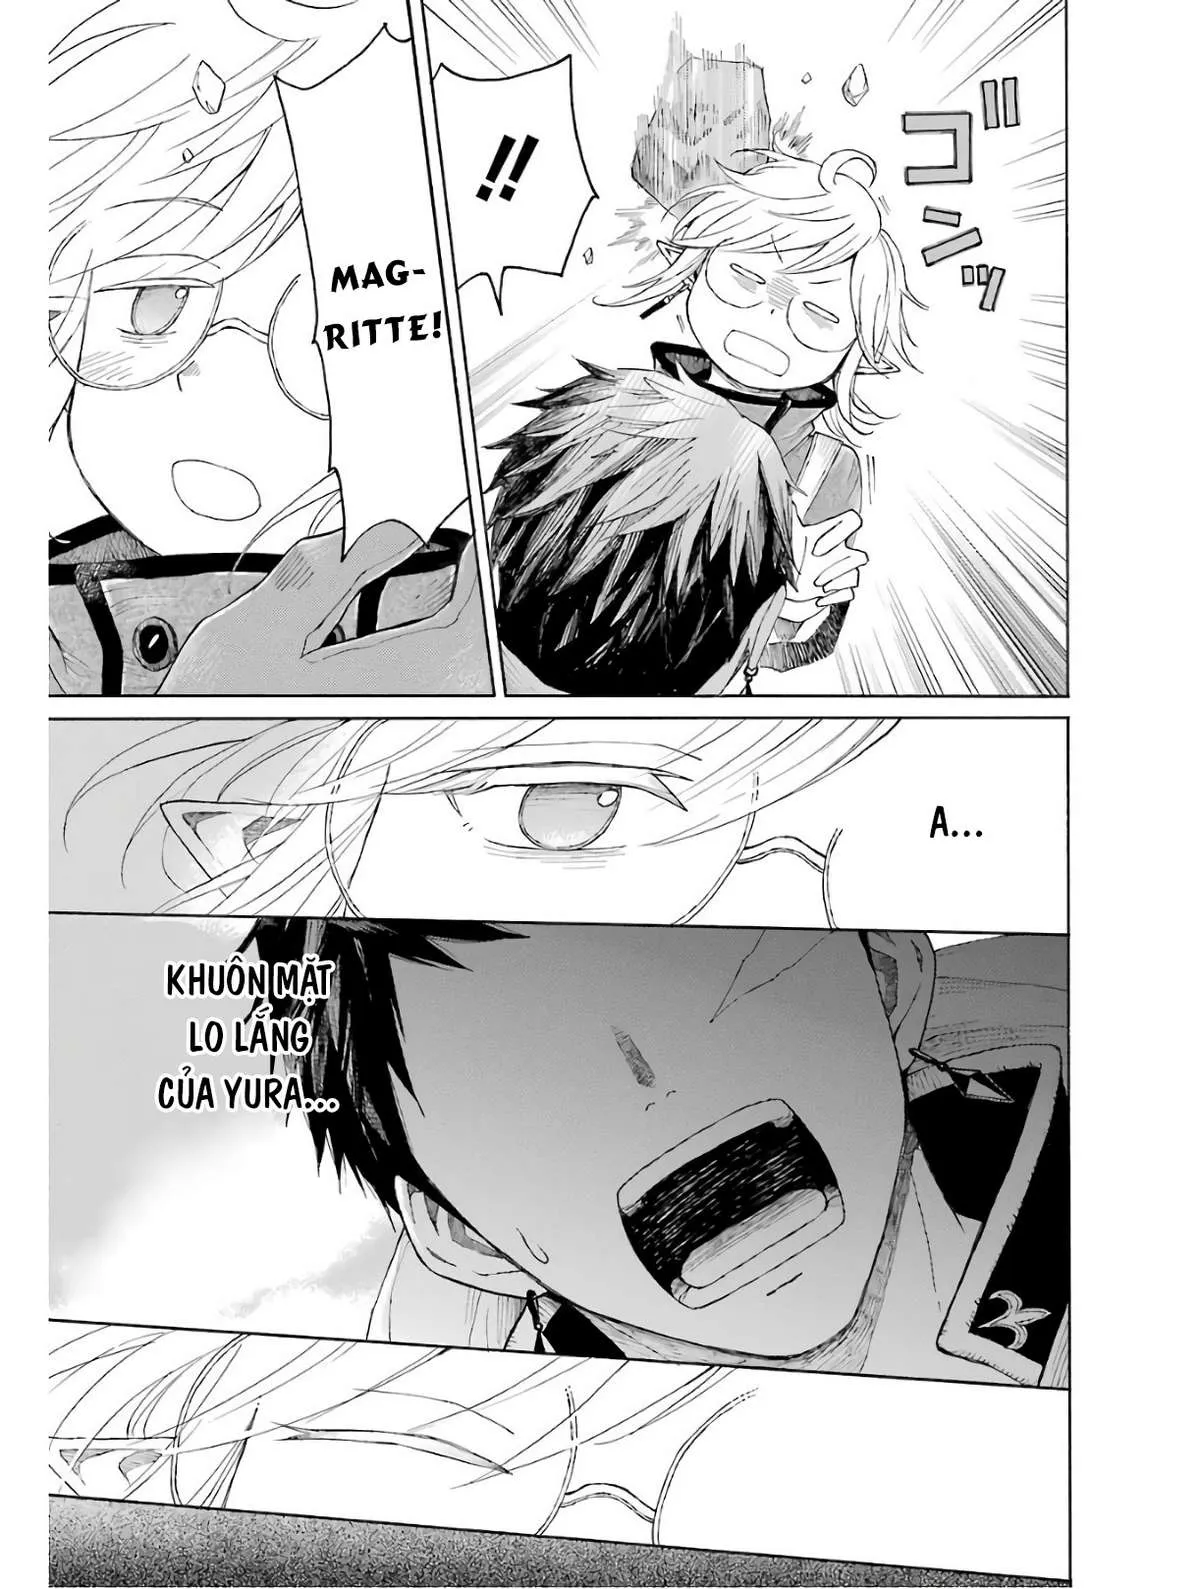 ゴンッ
!!
MAG-
RITTE!
A...
KHUÔN MẶT
LO LẮNG
CỦA YURA...